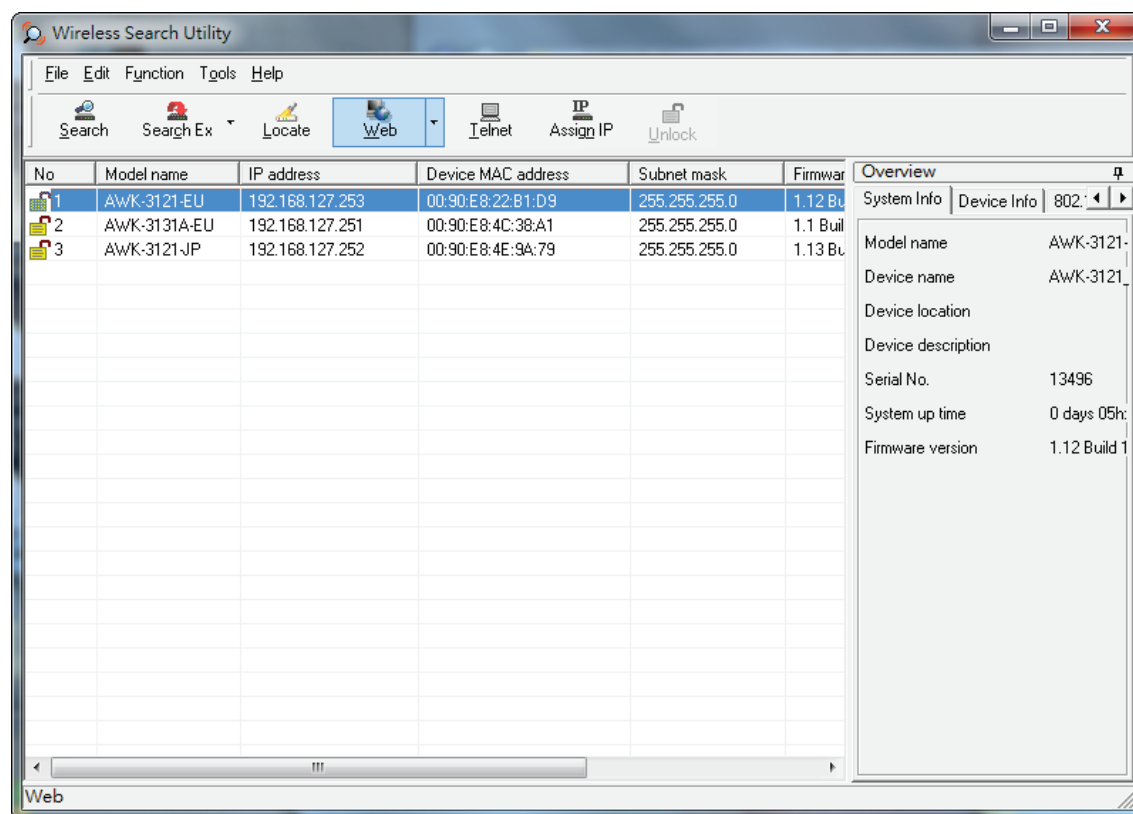 Wireless Search Utility
File Edit Function Tools Help
Search Search Ex Locate Web Telnet Assign IP Unlock
No Model name IP address Device MAC address Subnet mask Firmwar
1 AWK-3121-EU 192.168.127.253 00:90:E8:22:B1:D9 255.255.255.0 1.12 Bu
2 AWK-3131A-EU 192.168.127.251 00:90:E8:4C:38:A1 255.255.255.0 1.1 Buil
3 AWK-3121-JP 192.168.127.252 00:90:E8:4E:9A:79 255.255.255.0 1.13 Bu
Overview
System Info Device Info 802.1
Model name AWK-3121-
Device name AWK-3121_
Device location
Device description
Serial No. 13496
System up time 0 days 05h:
Firmware version 1.12 Build 1
Web